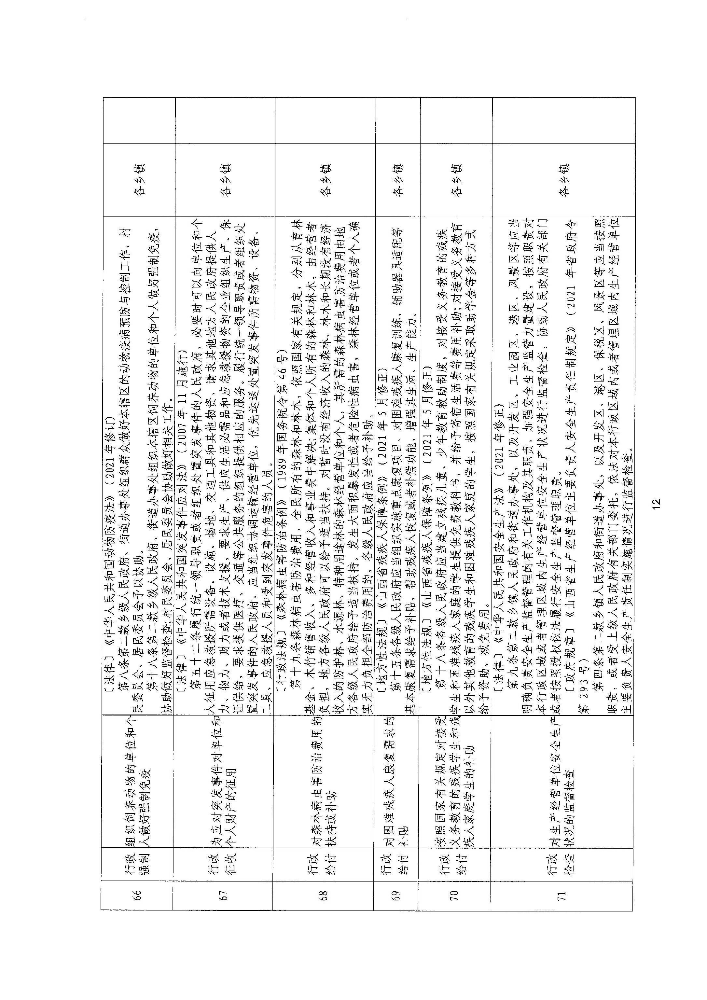 66
行政
强制
组织饲养动物的单位和个
人做好强制免疫
〔法律〕《中华人民共和国动物防疫法》（2021 年修订）
第八条第二款乡级人民政府、街道办事处组织群众做好本辖区的动物疫病预防与控制工作，村
民委员会、居民委员会予以协助。
第十八条第二款乡级人民政府、街道办事处组织本辖区饲养动物的单位和个人做好强制免疫，
协助做好监督检查;村民委员会、居民委员会协助做好相关工作。
各乡镇
67
行政
征收
为应对突发事件对单位和
个人财产的征用
〔法律〕《中华人民共和国突发事件应对法》（2007 年 11 月施行）
第五十二条履行统一领导职责或者组织处置突发事件的人民政府，必要时可以向单位和个
人征用应急救援所需设备、设施、场地、交通工具和其他物资，请求其他地方人民政府提供人
力、物力、财力或者技术支援，要求生产、供应生活必需品和应急救援物资的企业组织生产、保
证供给，要求提供医疗、交通等公共服务的组织提供相应的服务。履行统一领导职责或者组织处
置突发事件的人民政府，应当组织协调运输经营单位，优先运送处置突发事件所需物资、设备、
工具、应急救援人员和受到突发事件危害的人员。
各乡镇
68
行政
给付
对森林病虫害防治费用的
扶持或补助
〔行政法规〕《森林病虫害防治条例》（1989 年国务院令第 46 号）
第十九条森林病虫害防治费用，全民所有的森林和林木，依照国家有关规定，分别从育林
基金、木竹销售收入、多种经营收入和事业费中解决;集体和个人所有的森林和林木，由经营者
负担，地方各级人民政府可以给予适当扶持。对暂时没有经济收入的森林、林木和长期没有经济
收入的防护林、水源林、特种用途林的森林经营单位和个人，其所需的森林病虫害防治费用由地
方各级人民政府给予适当扶持。发生大面积暴发性或者危险性病虫害，森林经营单位或者个人确
实无力负担全部防治费用的，各级人民政府应当给予补助。
各乡镇
69
行政
给付
对困难残疾人康复需求的
补贴
〔地方性法规〕《山西省残疾人保障条例》（2021 年 5 月修正）
第十五条各级人民政府应当组织实施重点康复项目，对困难残疾人康复训练、辅助器具适配等
基本康复需求给予补贴，帮助残疾人恢复或者补偿功能，增强其生活、生产能力。
各乡镇
70
行政
给付
按照国家有关规定对接受
义务教育的残疾学生和残
疾人家庭学生的补助
〔地方性法规〕《山西省残疾人保障条例》（2021 年 5 月修正）
第十八条各级人民政府应当建立残疾儿童、少年教育救助制度，对接受义务教育的残疾
学生和困难残疾人家庭的学生提供免费教科书，并给予寄宿生活费等费用补助;对接受义务教育
以外其他教育的残疾学生和困难残疾人家庭的学生，按照国家有关规定采取助学金等多种方式
给予资助、减免费用。
各乡镇
71
行政
检查
对生产经营单位安全生产
状况的监督检查
〔法律〕《中华人民共和国安全生产法》（2021 年修正）
第九条第二款乡镇人民政府和街道办事处，以及开发区、工业园区、港区、风景区等应当
明确负责安全生产监督管理的有关工作机构及其职责，加强安全生产监管力量建设，按照职责对
本行政区域或者管理区域内生产经营单位安全生产状况进行监督检查，协助人民政府有关部门
或者按照授权依法履行安全生产监督管理职责。
〔政府规章〕《山西省生产经营单位主要负责人安全生产责任制规定》（2021 年省政府令
第 293 号）
第四条第二款乡镇人民政府和街道办事处，以及开发区、港区、保税区、风景区等应当按照
职责，或者受上级人民政府有关部门委托，依法对本行政区域内或者管理区域内生产经营单位
主要负责人安全生产责任制实施情况进行监督检查。
各乡镇
12